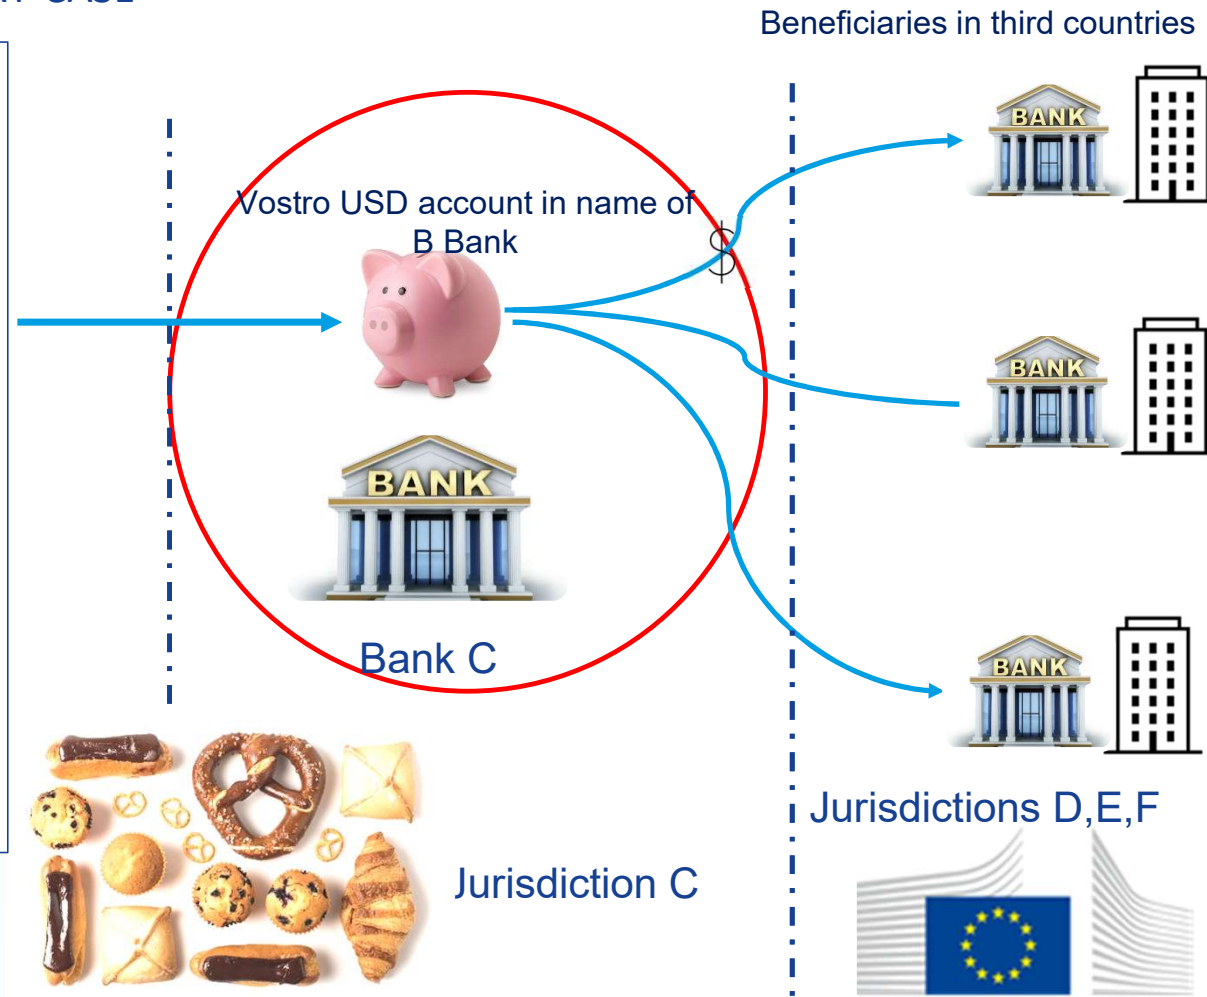 Beneficiaries in third countries
BANK
Vostro USD account in name of
B Bank
$
BANK
BANK
Bank C
BANK
Jurisdictions D,E,F
Jurisdiction C